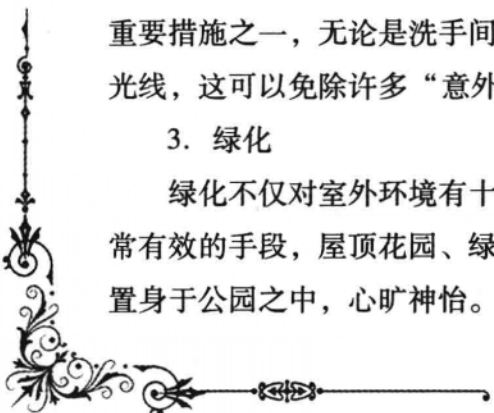 重要措施之一，无论是洗手间
光线，这可以免除许多“意外
3. 绿化
绿化不仅对室外环境有十
常有效的手段，屋顶花园、绿
置身于公园之中，心旷神怡。